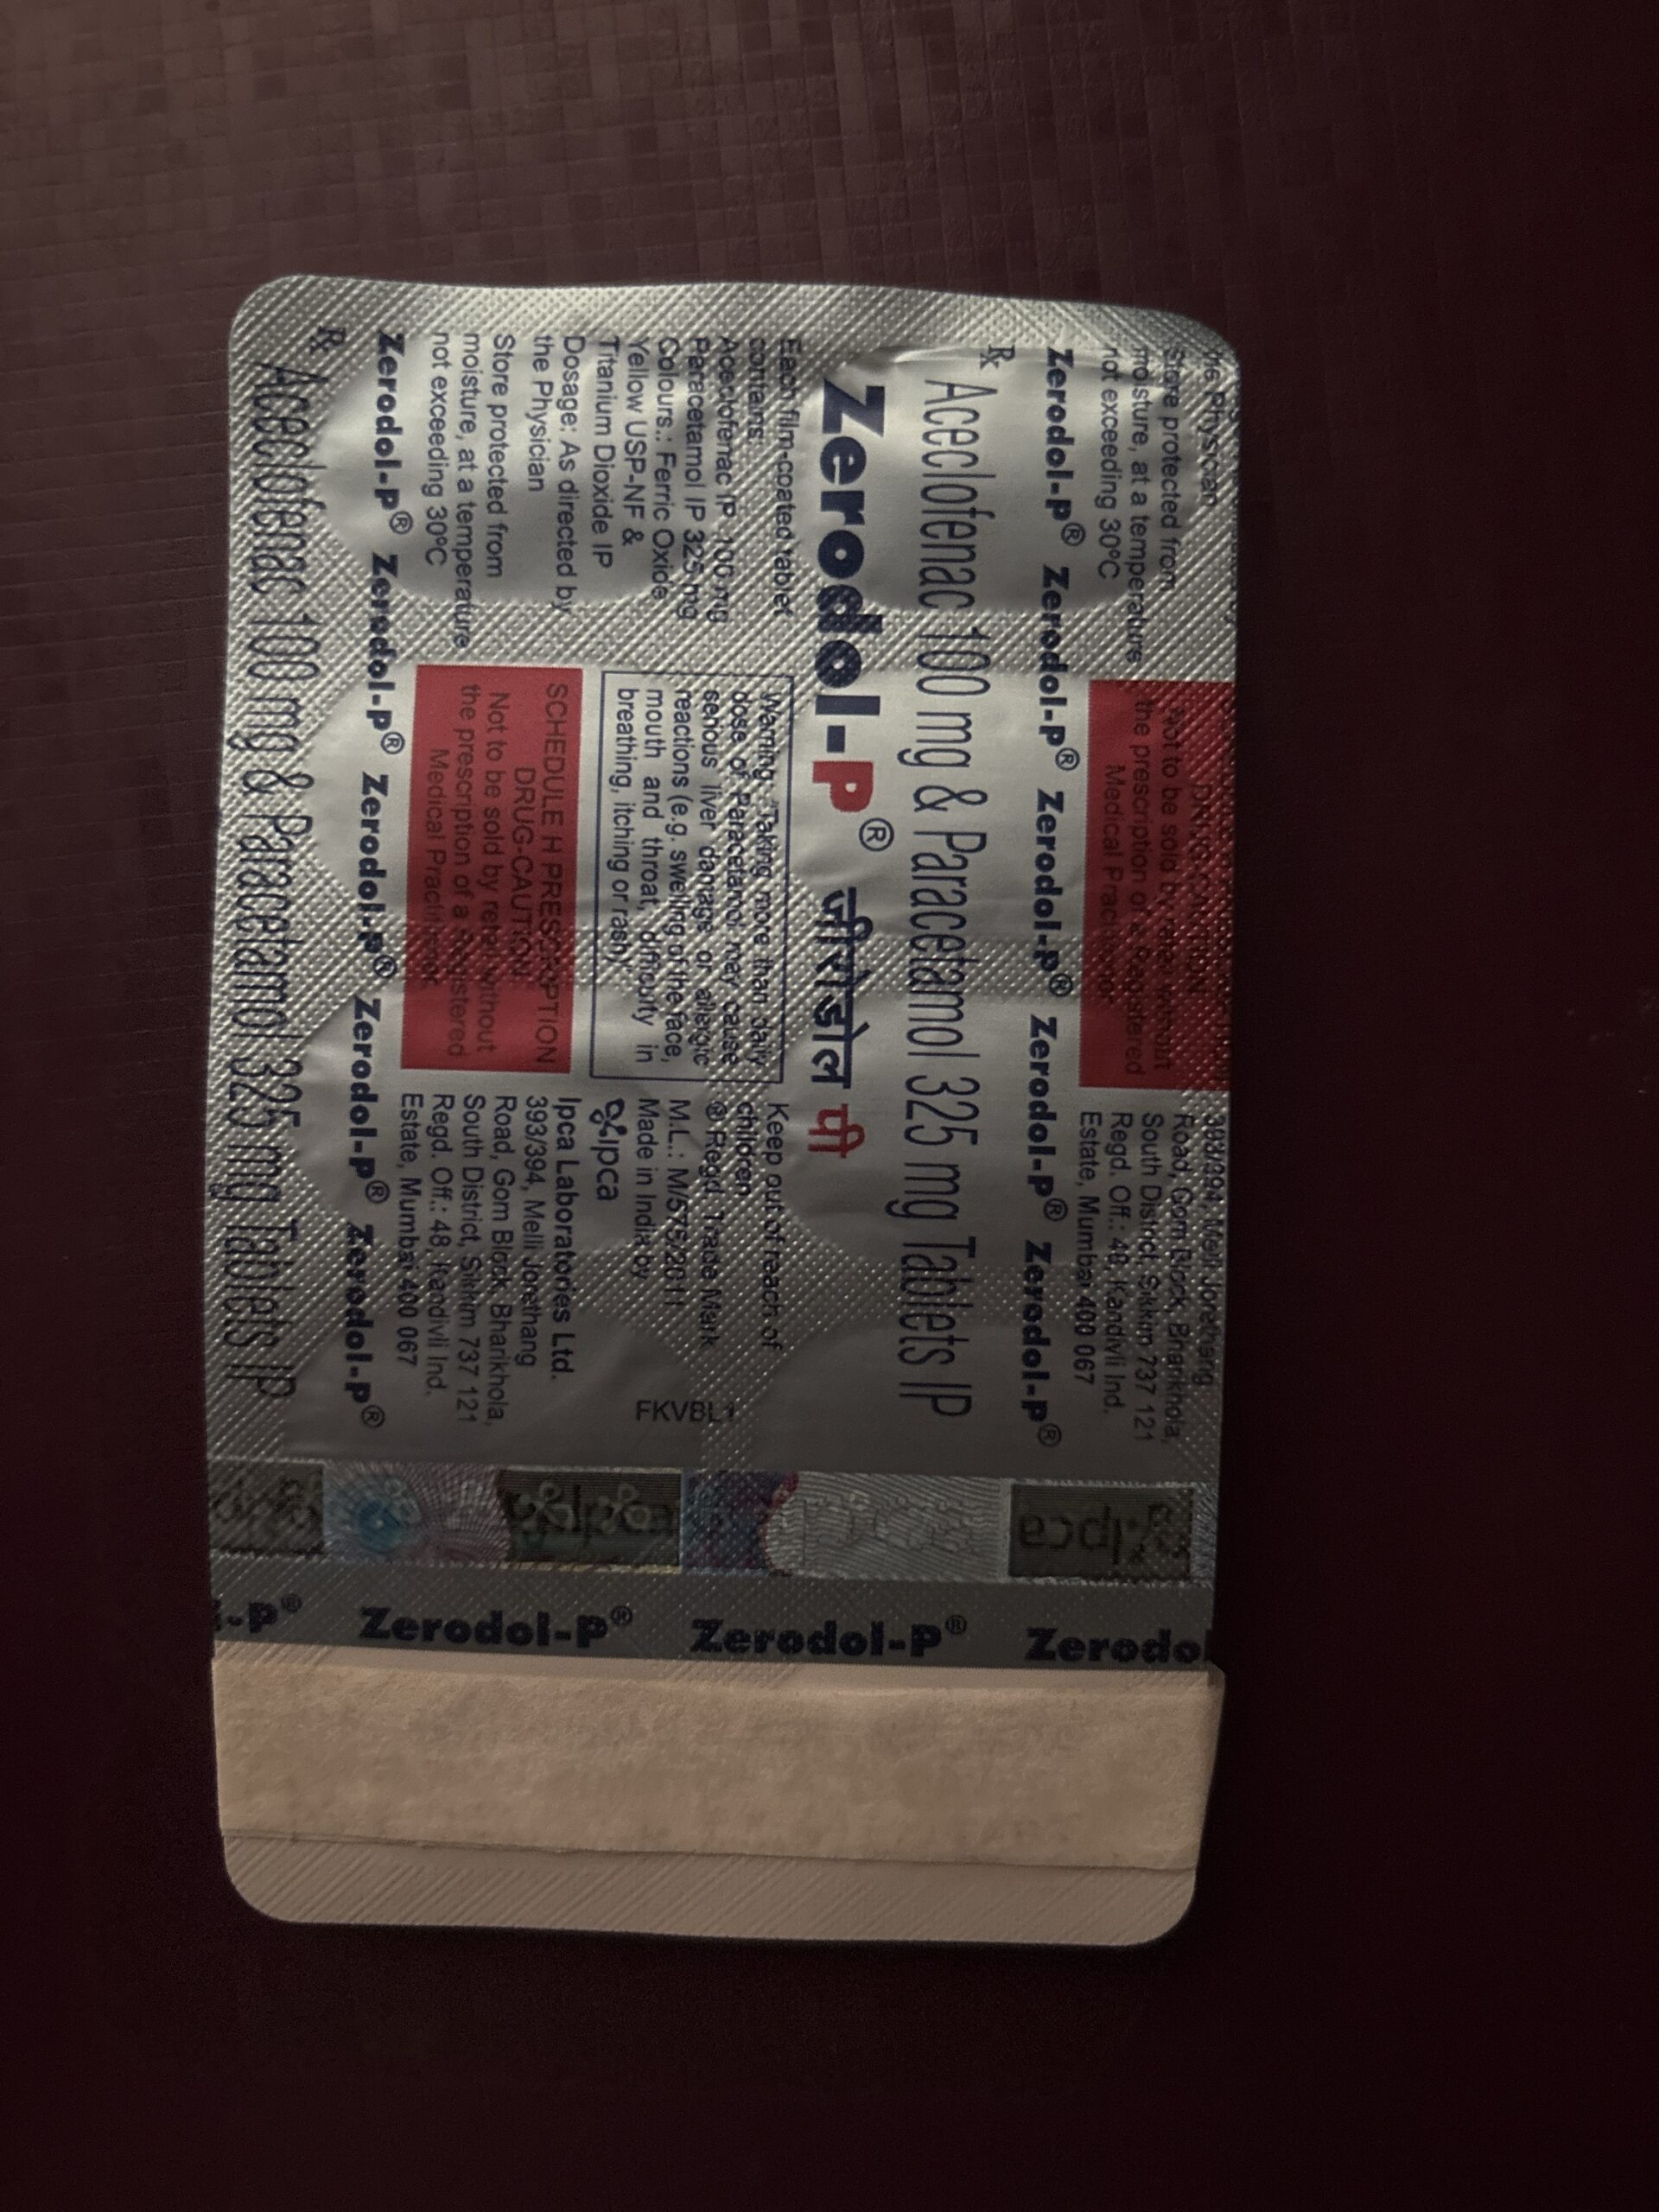 the Physician
Store protected from
moisture, at a temperature
not exceeding 30°C
DRUG-CAUTION
Not to be sold by retail without
the prescription of a Registered
Medical Practitioner
393/394, Melli Jorethang
Road, Gom Block, Bharikhola,
South District, Sikkim 737 121
Regd. Off.: 48, Kandivli Ind.
Estate, Mumbai 400 067
Zerodol-P® Zerodol-P® Zerodol-P® Zerodol-P® Zerodol-P®
Rx
Aceclofenac 100 mg & Paracetamol 325 mg Tablets IP
Zerodol-P® जीरोडोल पी
Each film-coated tablet
contains:
Aceclofenac IP 100 mg
Paracetamol IP 325 mg
Colours.: Ferric Oxide
Yellow USP-NF &
Titanium Dioxide IP
Dosage: As directed by
the Physician
Store protected from
moisture, at a temperature
not exceeding 30°C
Warning: "Taking more than daily
dose of Paracetamol may cause
serious liver damage or allergic
reactions (e.g. swelling of the face,
mouth and throat, difficulty in
breathing, itching or rash)"
SCHEDULE H PRESCRIPTION
DRUG-CAUTION
Not to be sold by retail without
the prescription of a Registered
Medical Practitioner
Keep out of reach of
children
® Regd. Trade Mark
M.L.: M/575/2011
Made in India by
ipca
Ipca Laboratories Ltd.
393/394, Melli Jorethang
Road, Gom Block, Bharikhola,
South District, Sikkim 737 121
Regd. Off.: 48, Kandivli Ind.
Estate, Mumbai 400 067
Zerodol-P® Zerodol-P® Zerodol-P® Zerodol-P® Zerodol-P®
Rx
Aceclofenac 100 mg & Paracetamol 325 mg Tablets IP
ipca
-P® Zerodol-P® Zerodol-P® Zerodol